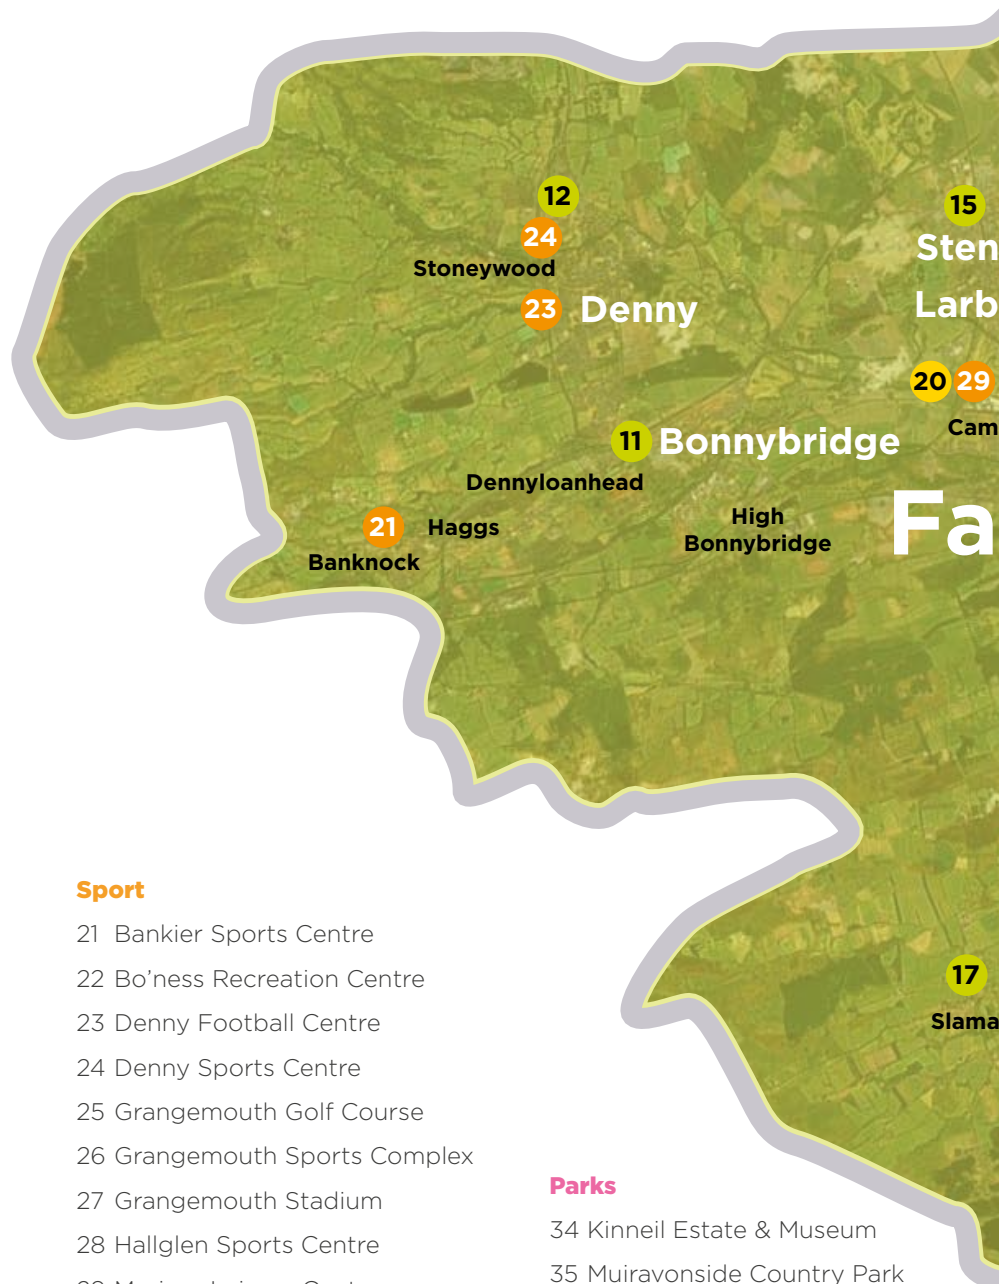 12
15
24
Sten
Stoneywood
23 Denny
Larb
20 29
Cam
11 Bonnybridge
Dennyloanhead
Fa
High
Bonnybridge
21 Haggs
Banknock
17
Slama
Sport
21 Bankier Sports Centre
22 Bo’ness Recreation Centre
23 Denny Football Centre
24 Denny Sports Centre
25 Grangemouth Golf Course
26 Grangemouth Sports Complex
27 Grangemouth Stadium
28 Hallglen Sports Centre
Parks
34 Kinneil Estate & Museum
35 Muiravonside Country Park